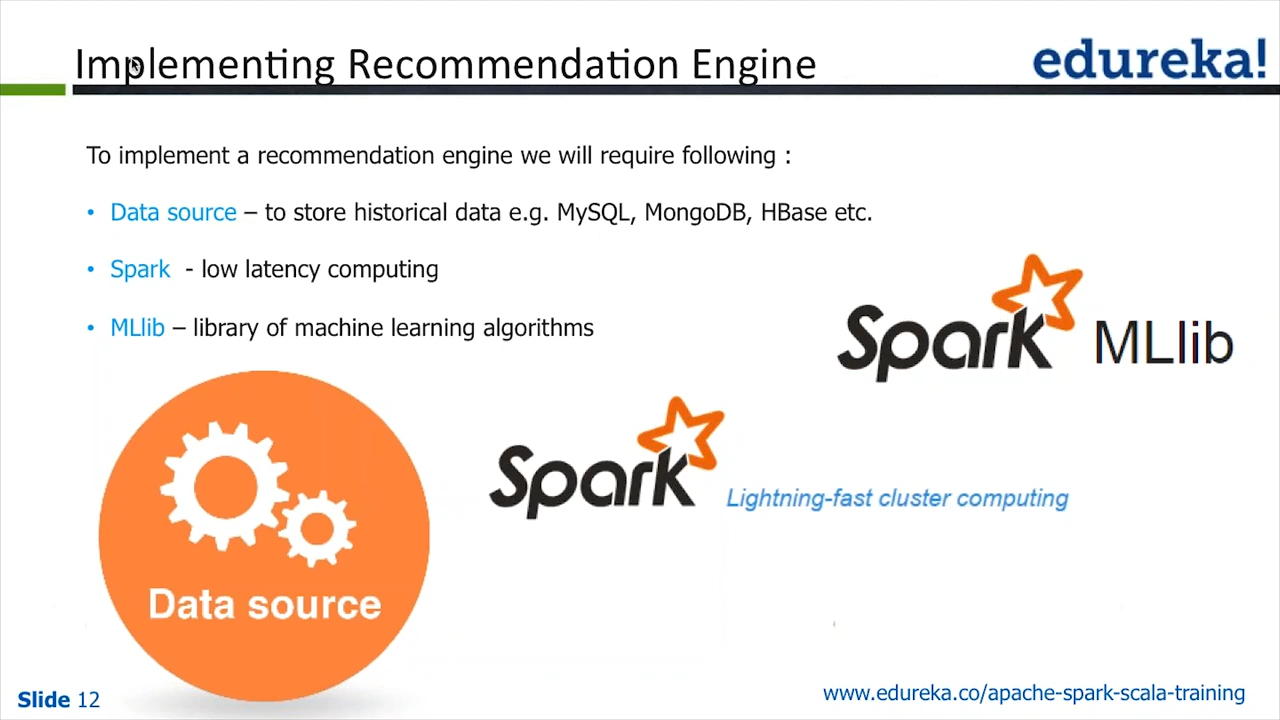 Implementing Recommendation Engine
edureka!
To implement a recommendation engine we will require following :
• Data source – to store historical data e.g. MySQL, MongoDB, HBase etc.
• Spark - low latency computing
• MLlib – library of machine learning algorithms
Spark MLlib
Spark Lightning-fast cluster computing
Data source
Slide 12
www.edureka.co/apache-spark-scala-training